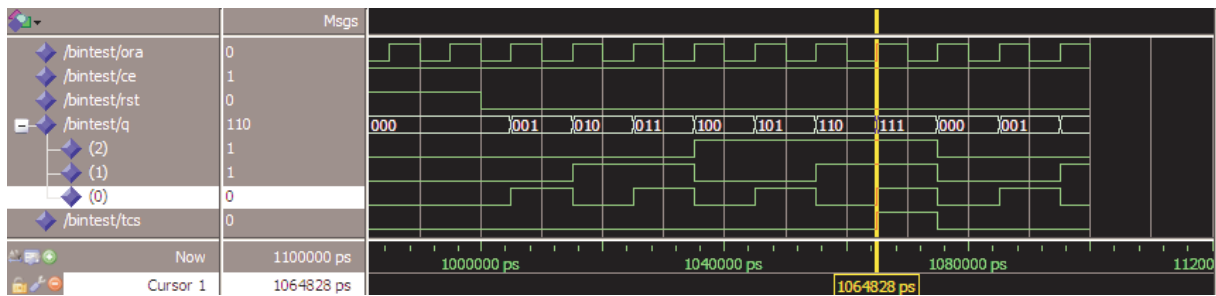 Msgs
/bintest/ora 0
/bintest/ce 1
/bintest/rst 0
/bintest/q 110 000 001 010 011 100 101 110 111 000 001
(2) 1
(1) 1
(0) 0
/bintest/tcs 0
Now 1100000 ps 1000000 ps 1040000 ps 1080000 ps 11200
Cursor 1 1064828 ps 1064828 ps